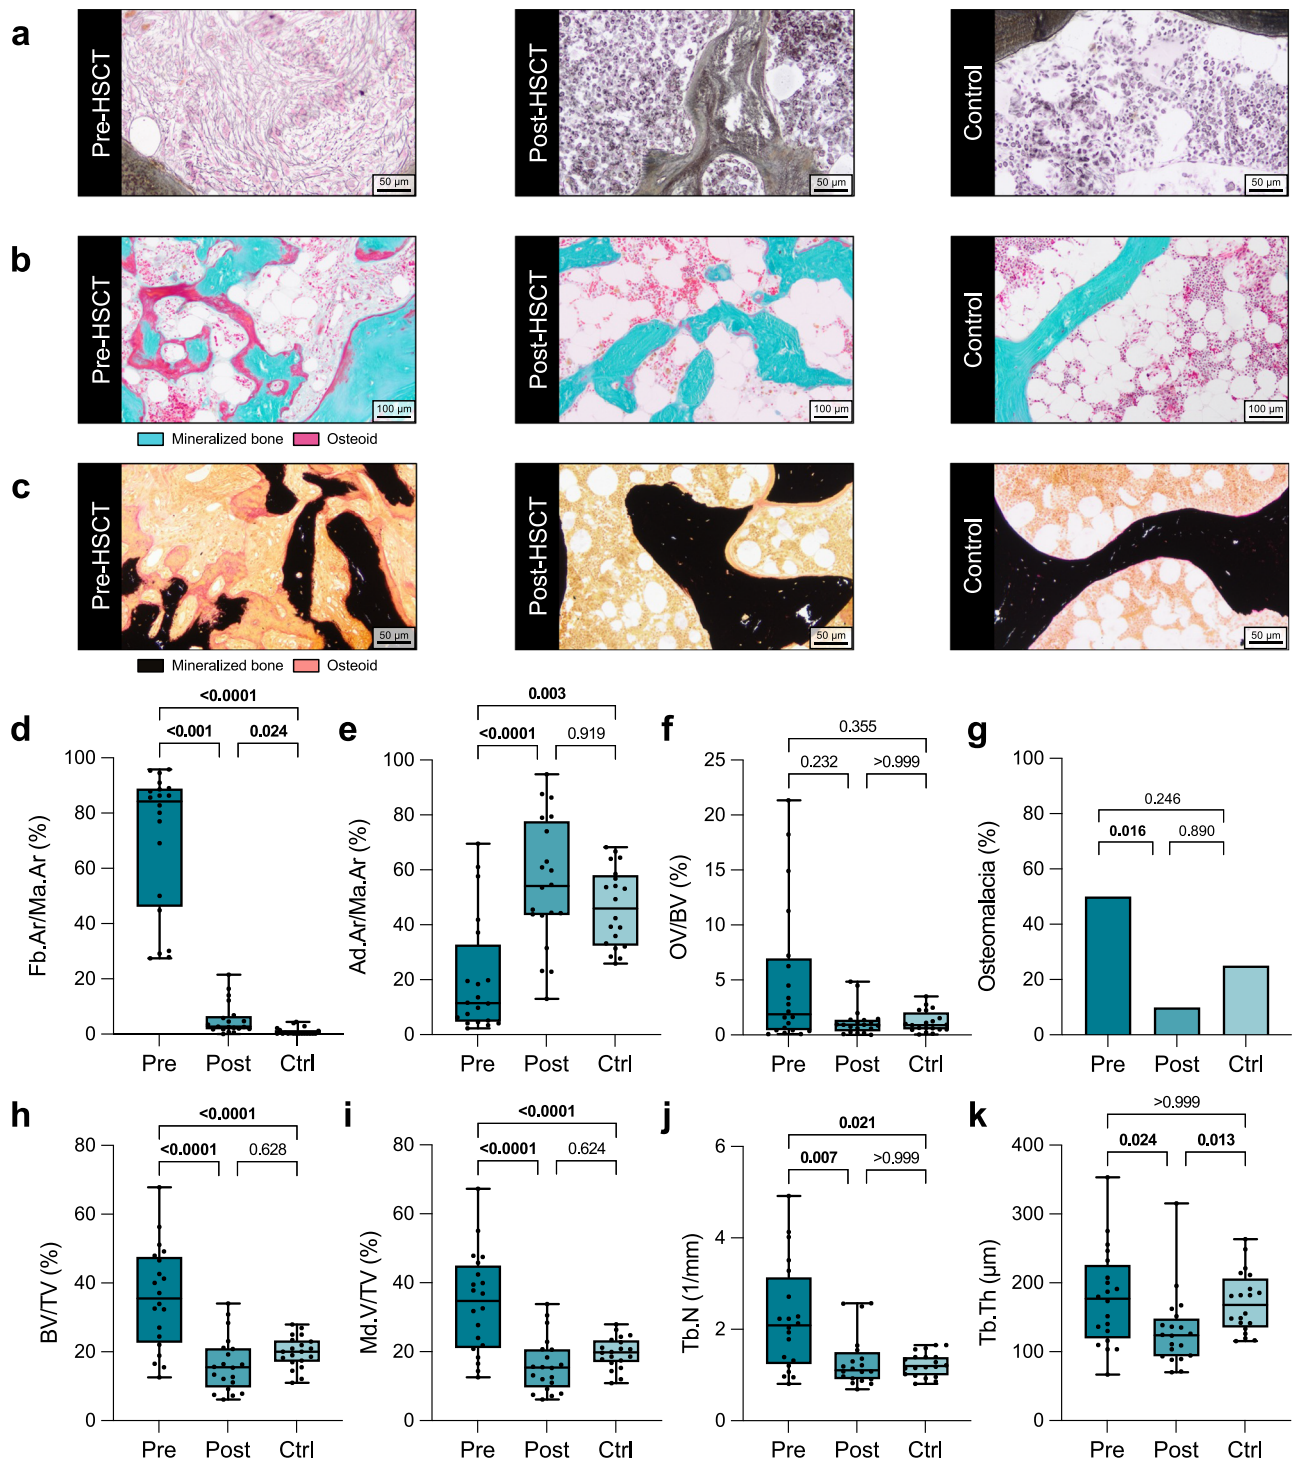 a
Pre-HSCT
50 µm
Post-HSCT
50 µm
Control
50 µm
b
Pre-HSCT
100 µm
Post-HSCT
100 µm
Control
100 µm
Mineralized bone Osteoid
c
Pre-HSCT
50 µm
Post-HSCT
50 µm
Control
50 µm
Mineralized bone Osteoid
d
<0.0001
<0.001 0.024
Fb.Ar/Ma.Ar (%)
100
80
60
40
20
0
Pre Post Ctrl
e
0.003
<0.0001 0.919
Ad.Ar/Ma.Ar (%)
100
80
60
40
20
0
Pre Post Ctrl
f
0.355
0.232 >0.999
OV/BV (%)
25
20
15
10
5
0
Pre Post Ctrl
g
0.246
0.016 0.890
Osteomalacia (%)
100
80
60
40
20
0
Pre Post Ctrl
h
<0.0001
<0.0001 0.628
BV/TV (%)
80
60
40
20
0
Pre Post Ctrl
i
<0.0001
<0.0001 0.624
Md.V/TV (%)
80
60
40
20
0
Pre Post Ctrl
j
0.021
0.007 >0.999
Tb.N (1/mm)
6
4
2
0
Pre Post Ctrl
k
>0.999
0.024 0.013
Tb.Th (µm)
400
300
200
100
0
Pre Post Ctrl